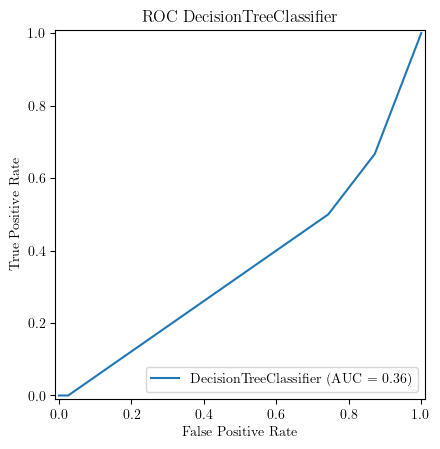 ROC DecisionTreeClassifier
1.0
0.8
0.6
0.4
0.2
0.0
True Positive Rate
DecisionTreeClassifier (AUC = 0.36)
0.0 0.2 0.4 0.6 0.8 1.0
False Positive Rate